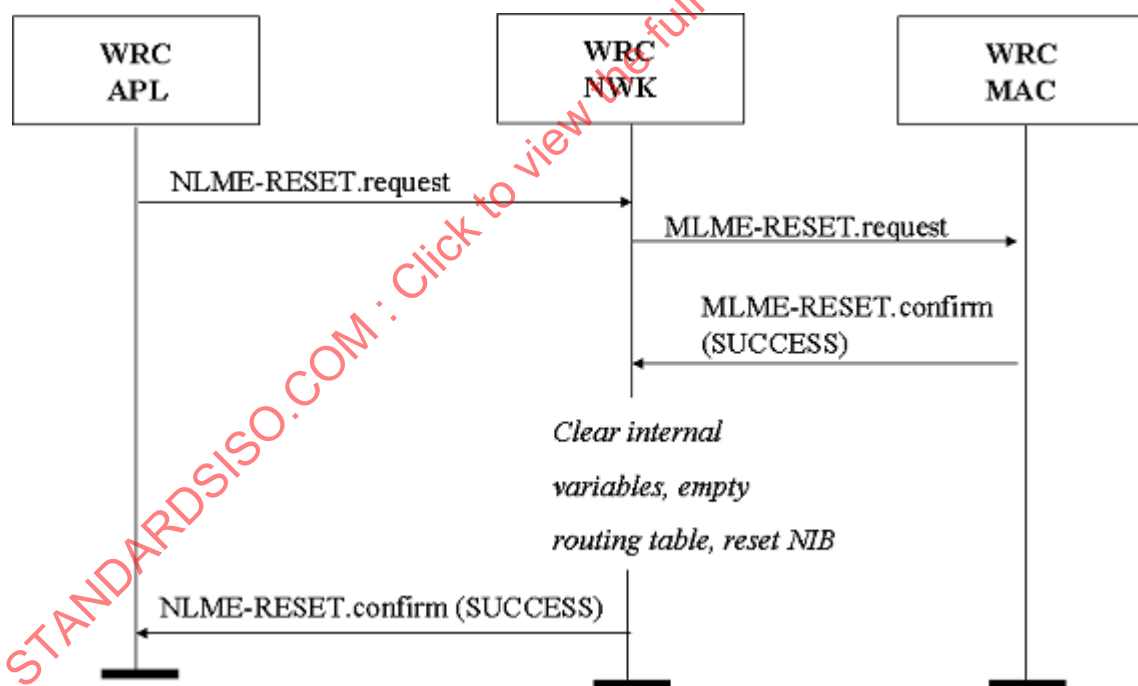 WRC
APL
WRC
NWK
WRC
MAC
NLME-RESET.request
MLME-RESET.request
MLME-RESET.confirm
(SUCCESS)
Clear internal
variables, empty
routing table, reset NIB
NLME-RESET.confirm (SUCCESS)
STANDARDSISO.COM : Click to view the full